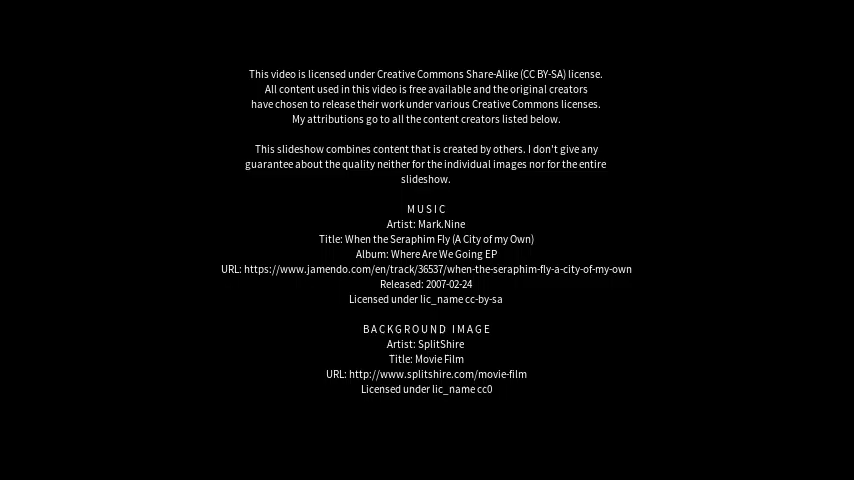 This video is licensed under Creative Commons Share-Alike (CC BY-SA) license.
All content used in this video is free available and the original creators
have chosen to release their work under various Creative Commons licenses.
My attributions go to all the content creators listed below.
This slideshow combines content that is created by others. I don't give any
guarantee about the quality neither for the individual images nor for the entire
slideshow.
M U S I C
Artist: Mark.Nine
Title: When the Seraphim Fly (A City of my Own)
Album: Where Are We Going EP
URL: https://www.jamendo.com/en/track/36537/when-the-seraphim-fly-a-city-of-my-own
Released: 2007-02-24
Licensed under lic_name cc-by-sa
B A C K G R O U N D   I M A G E
Artist: SplitShire
Title: Movie Film
URL: http://www.splitshire.com/movie-film
Licensed under lic_name cc0